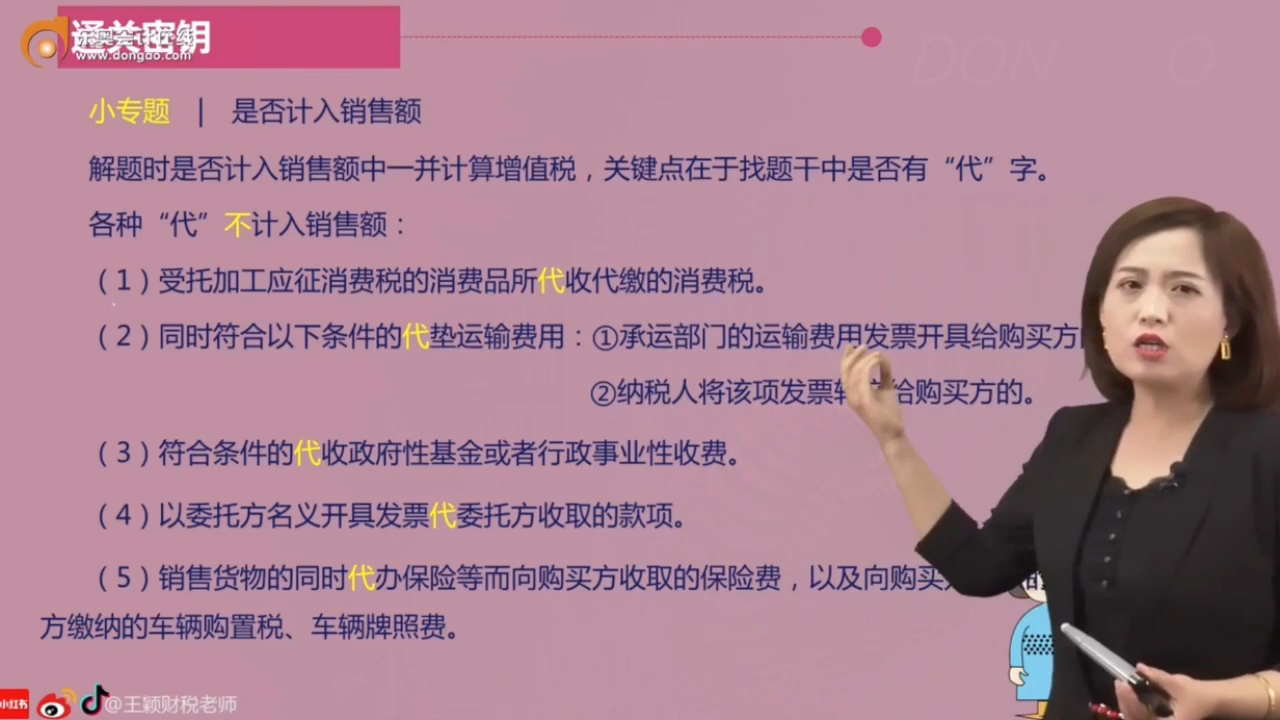 通关密钥
www.dongao.com
DON O
小专题 | 是否计入销售额
解题时是否计入销售额中一并计算增值税，关键点在于找题干中是否有“代”字。
各种“代”不计入销售额：
（1）受托加工应征消费税的消费品所代收代缴的消费税。
（2）同时符合以下条件的代垫运输费用：①承运部门的运输费用发票开具给购买方
②纳税人将该项发票 给购买方的。
（3）符合条件的代收政府性基金或者行政事业性收费。
（4）以委托方名义开具发票代委托方收取的款项。
（5）销售货物的同时代办保险等而向购买方收取的保险费，以及向购买
方缴纳的车辆购置税、车辆牌照费。
小红书
@王颖财税老师